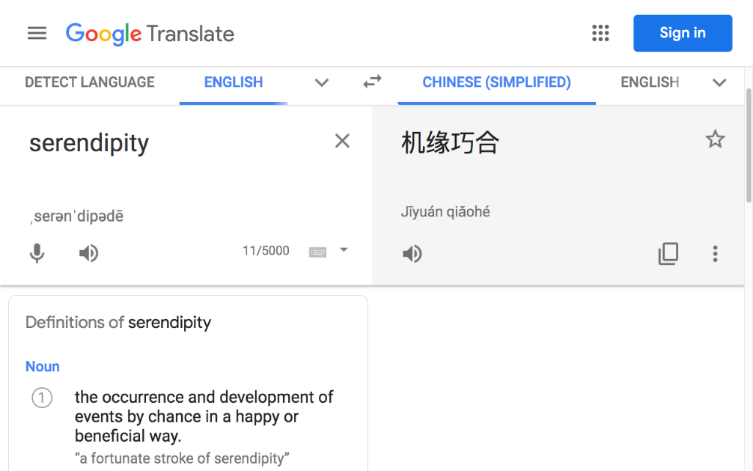 Google Translate
Sign in
DETECT LANGUAGE
ENGLISH
CHINESE (SIMPLIFIED)
ENGLISH
serendipity
机缘巧合
ˌserənˈdipədē
Jīyuán qiǎohé
11/5000
Definitions of serendipity
Noun
1
the occurrence and development of
events by chance in a happy or
beneficial way.
"a fortunate stroke of serendipity"